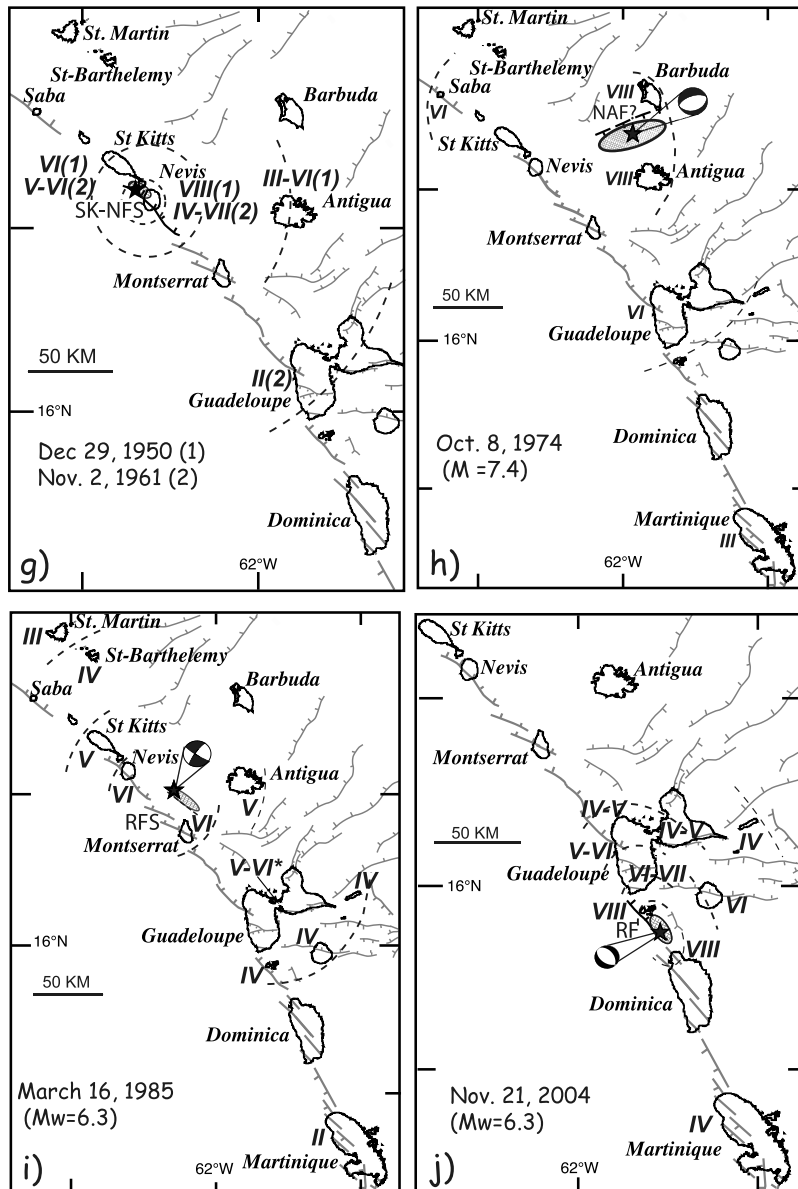 St. Martin
St-Barthelemy
Saba
Barbuda
St Kitts
VI(1)
Nevis
V-VI(2)
VIII(1)
III-VI(1)
SK-NFS
IV-VII(2)
Antigua
Montserrat
50 KM
II(2)
Guadeloupe
16°N
Dec 29, 1950 (1)
Nov. 2, 1961 (2)
Dominica
62°W
g)
St. Martin
St-Barthelemy
Barbuda
Saba
VIII
VI
NAF?
St Kitts
Nevis
VIII
Antigua
Montserrat
50 KM
VI
Guadeloupe
16°N
Dominica
Oct. 8, 1974
(M =7.4)
Martinique
III
62°W
h)
St. Martin
III
St-Barthelemy
IV
Saba
Barbuda
St Kitts
V
Nevis
VI
Antigua
V
RFS
VI
Montserrat
V-VI*
IV
Guadeloupe
IV
16°N
IV
50 KM
Dominica
March 16, 1985
(Mw=6.3)
II
Martinique
62°W
i)
St Kitts
Nevis
Antigua
Montserrat
IV-V
IV-V
50 KM
IV
V-VI
Guadeloupe
VI-VII
16°N
VIII
VI
RF
VIII
Dominica
Nov. 21, 2004
(Mw=6.3)
IV
Martinique
62°W
j)